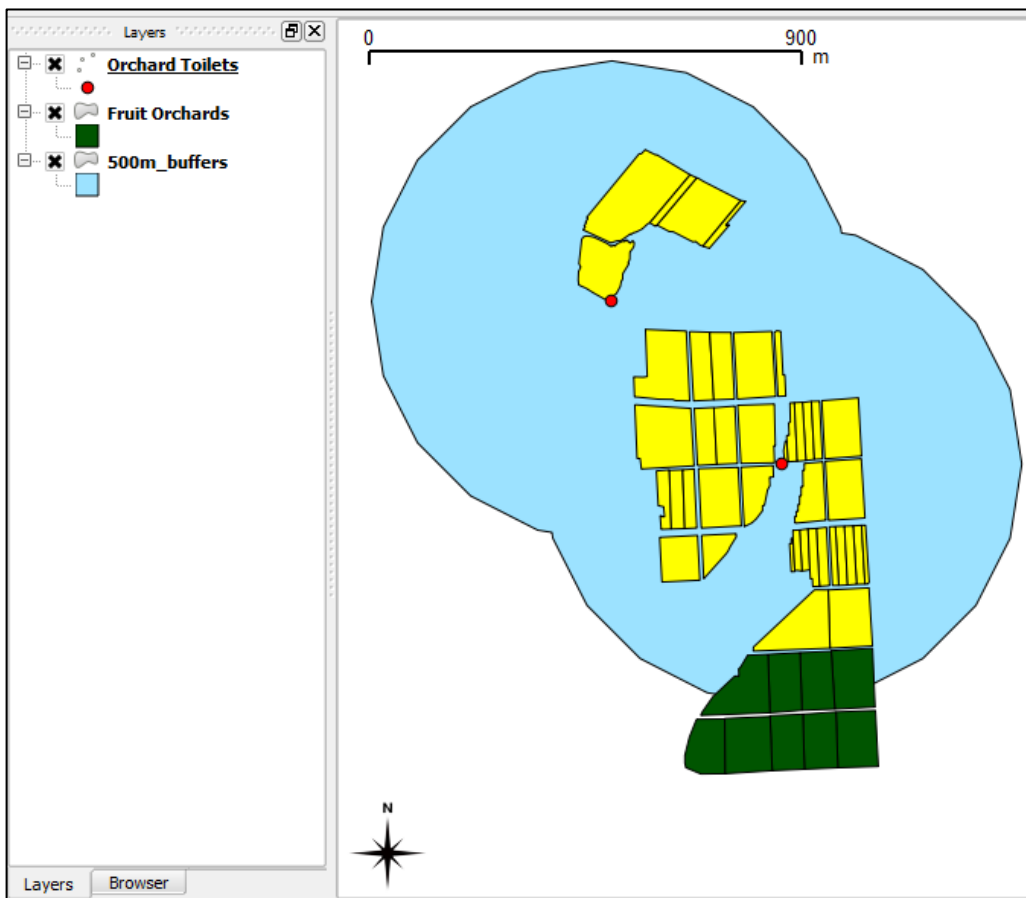 Layers
Orchard Toilets
Fruit Orchards
500m_buffers
Layers
Browser
0
900
m
N